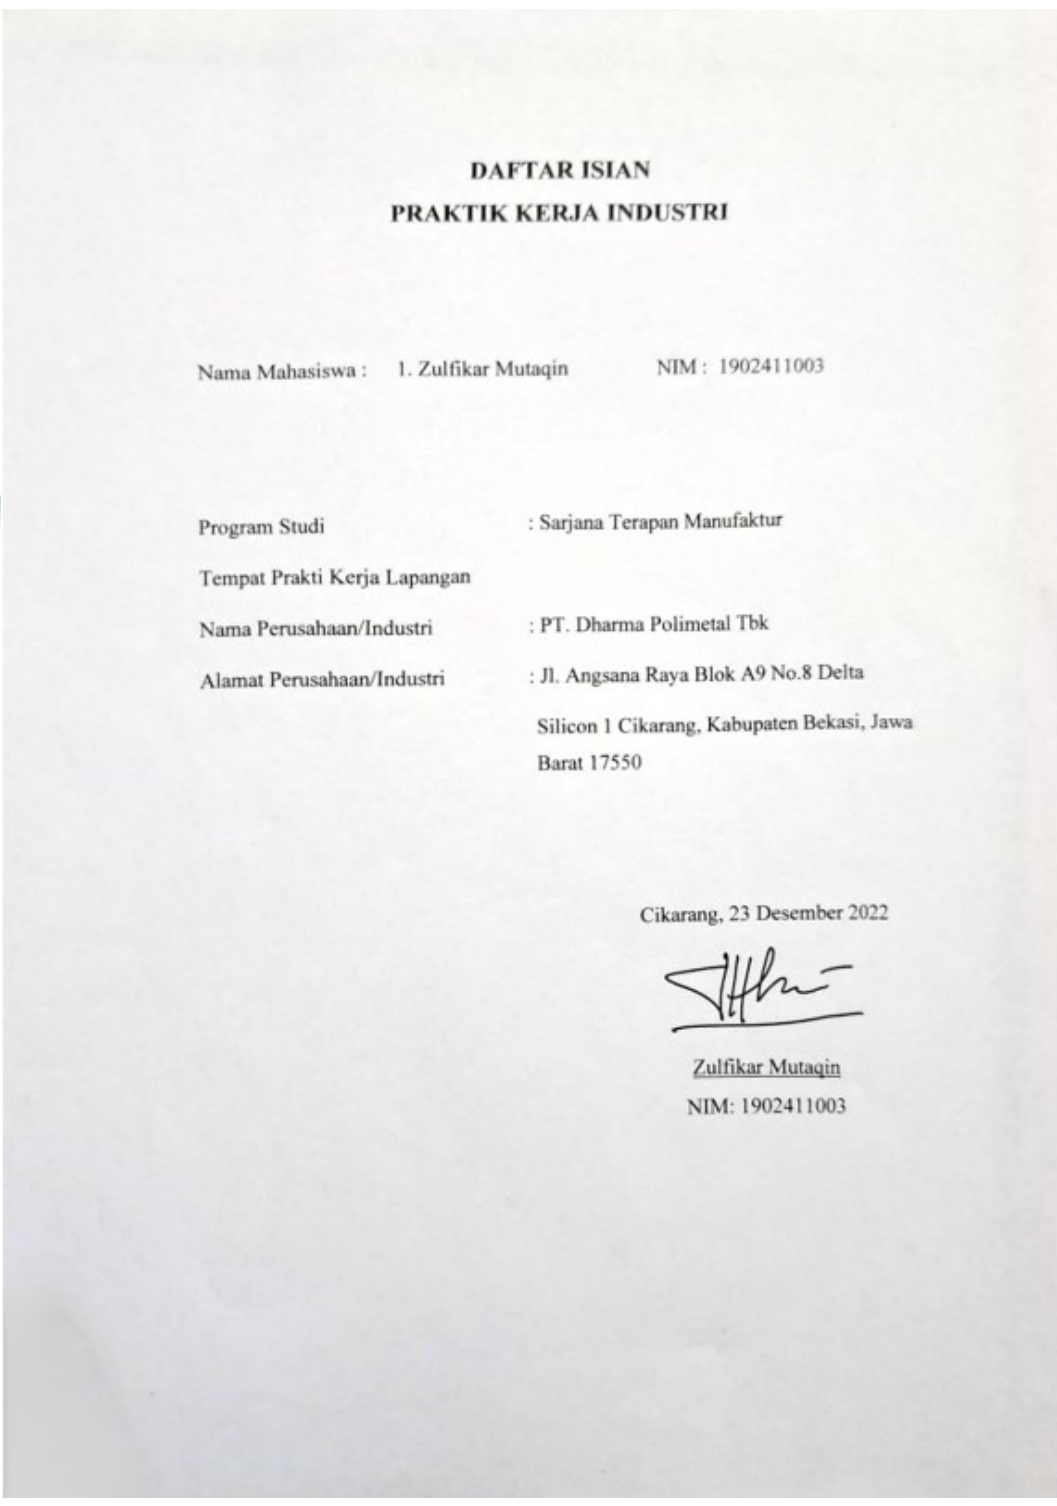 DAFTAR ISIAN
PRAKTIK KERJA INDUSTRI
Nama Mahasiswa : 1. Zulfikar Mutaqin NIM : 1902411003
Program Studi : Sarjana Terapan Manufaktur
Tempat Prakti Kerja Lapangan
Nama Perusahaan/Industri : PT. Dharma Polimetal Tbk
Alamat Perusahaan/Industri : Jl. Angsana Raya Blok A9 No.8 Delta
Silicon 1 Cikarang, Kabupaten Bekasi, Jawa
Barat 17550
Cikarang, 23 Desember 2022
Zulfikar Mutaqin
NIM: 1902411003